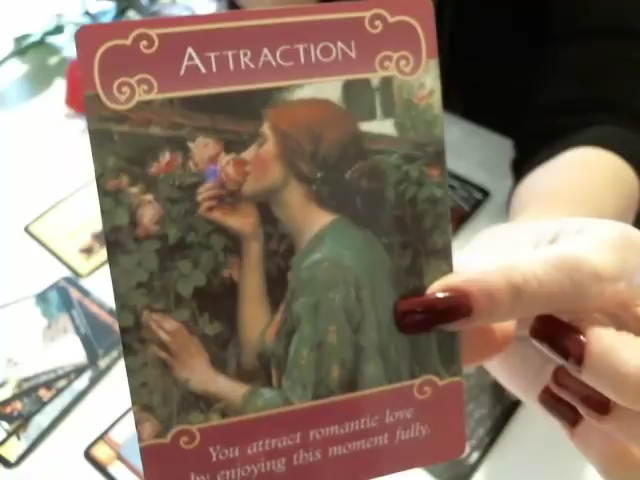 ATTRACTION
You attract romantic love
by enjoying this moment fully.